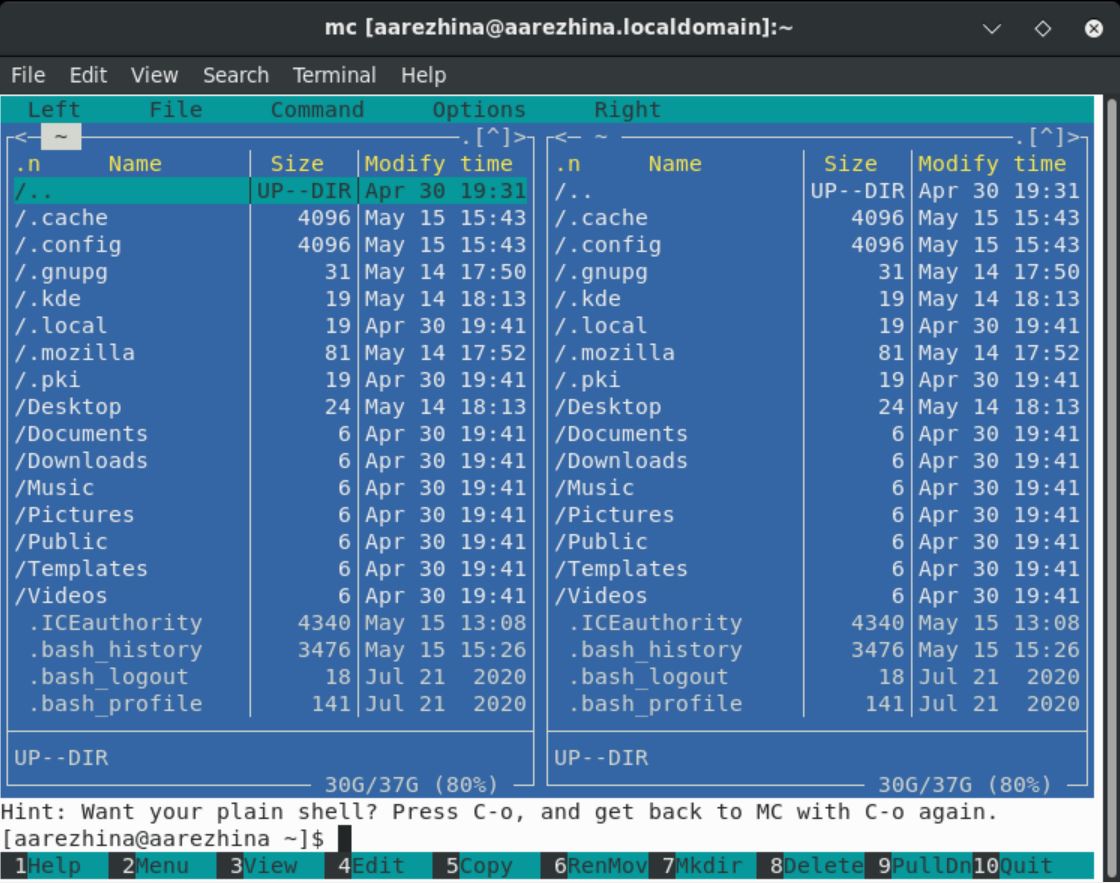 mc [aarezhina@aarezhina.localdomain]:~
File Edit View Search Terminal Help
Left File Command Options Right
<─ ~ ─.[^]> <─ ~ ─.[^]>
.n Name Size Modify time .n Name Size Modify time
/.. UP--DIR Apr 30 19:31 /.. UP--DIR Apr 30 19:31
/.cache 4096 May 15 15:43 /.cache 4096 May 15 15:43
/.config 4096 May 15 15:43 /.config 4096 May 15 15:43
/.gnupg 31 May 14 17:50 /.gnupg 31 May 14 17:50
/.kde 19 May 14 18:13 /.kde 19 May 14 18:13
/.local 19 Apr 30 19:41 /.local 19 Apr 30 19:41
/.mozilla 81 May 14 17:52 /.mozilla 81 May 14 17:52
/.pki 19 Apr 30 19:41 /.pki 19 Apr 30 19:41
/Desktop 24 May 14 18:13 /Desktop 24 May 14 18:13
/Documents 6 Apr 30 19:41 /Documents 6 Apr 30 19:41
/Downloads 6 Apr 30 19:41 /Downloads 6 Apr 30 19:41
/Music 6 Apr 30 19:41 /Music 6 Apr 30 19:41
/Pictures 6 Apr 30 19:41 /Pictures 6 Apr 30 19:41
/Public 6 Apr 30 19:41 /Public 6 Apr 30 19:41
/Templates 6 Apr 30 19:41 /Templates 6 Apr 30 19:41
/Videos 6 Apr 30 19:41 /Videos 6 Apr 30 19:41
.ICEauthority 4340 May 15 13:08 .ICEauthority 4340 May 15 13:08
.bash_history 3476 May 15 15:26 .bash_history 3476 May 15 15:26
.bash_logout 18 Jul 21 2020 .bash_logout 18 Jul 21 2020
.bash_profile 141 Jul 21 2020 .bash_profile 141 Jul 21 2020
UP--DIR UP--DIR
30G/37G (80%) 30G/37G (80%)
Hint: Want your plain shell? Press C-o, and get back to MC with C-o again.
[aarezhina@aarezhina ~]$
1Help 2Menu 3View 4Edit 5Copy 6RenMov 7Mkdir 8Delete 9PullDn 10Quit